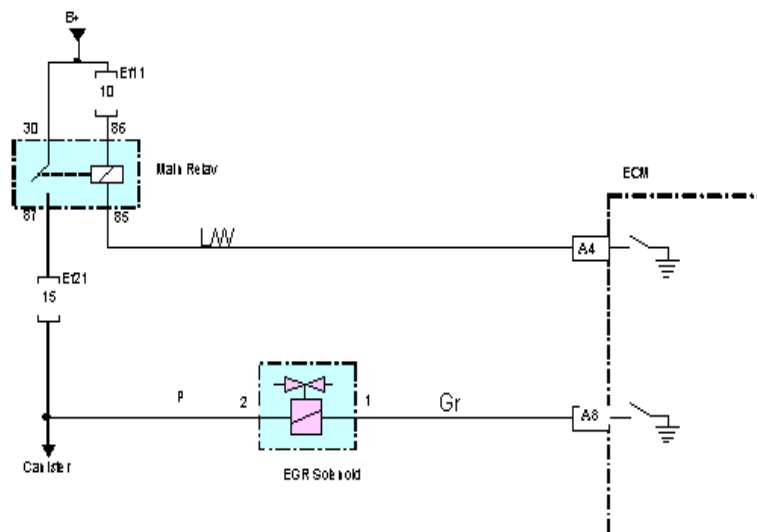 B+
Ef11
10
30
86
Main Relay
ECM
87
85
L/W
A4
Ef21
15
P
2
1
Gr
A8
Canister
EGR Solenoid